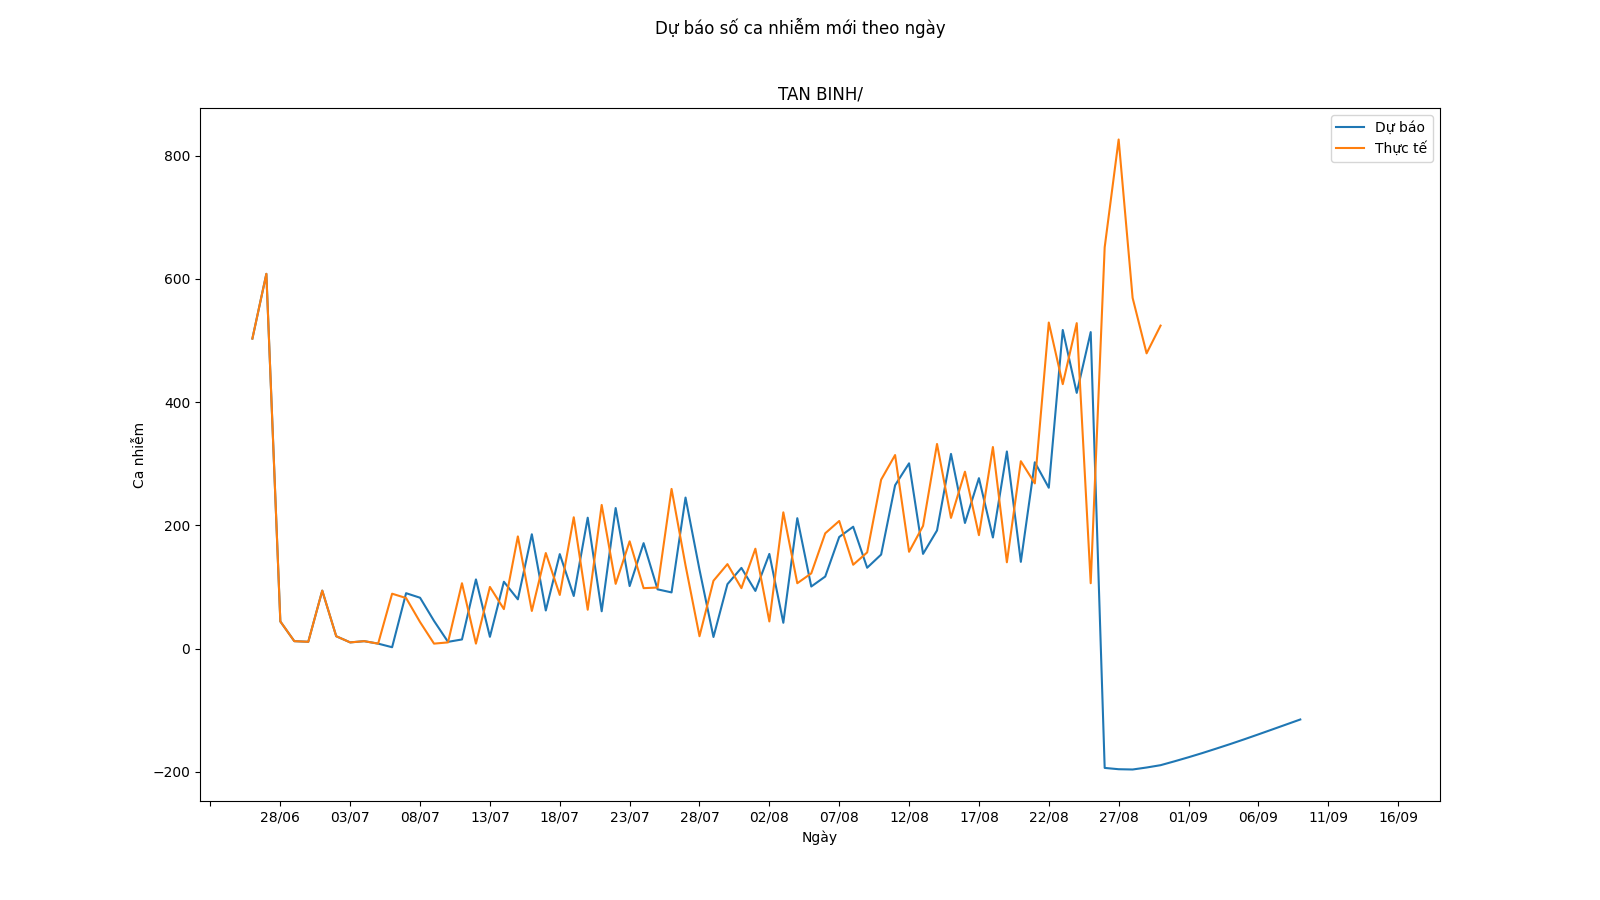 Dự báo số ca nhiễm mới theo ngày
TAN BINH/
Dự báo
Thực tế
800
600
400
200
0
−200
Ca nhiễm
28/06 03/07 08/07 13/07 18/07 23/07 28/07 02/08 07/08 12/08 17/08 22/08 27/08 01/09 06/09 11/09 16/09
Ngày